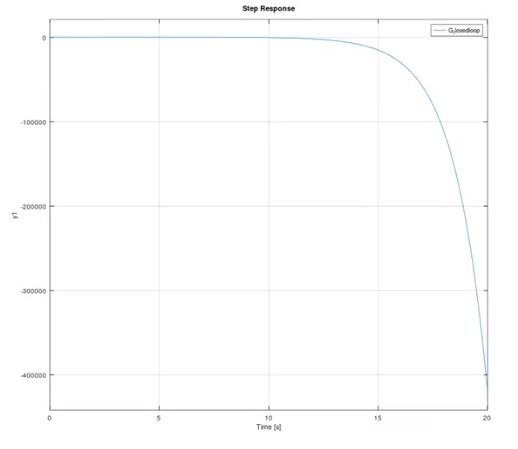 Step Response
G_closedloop
0
-100000
-200000
-300000
-400000
y1
0 5 10 15 20
Time [s]